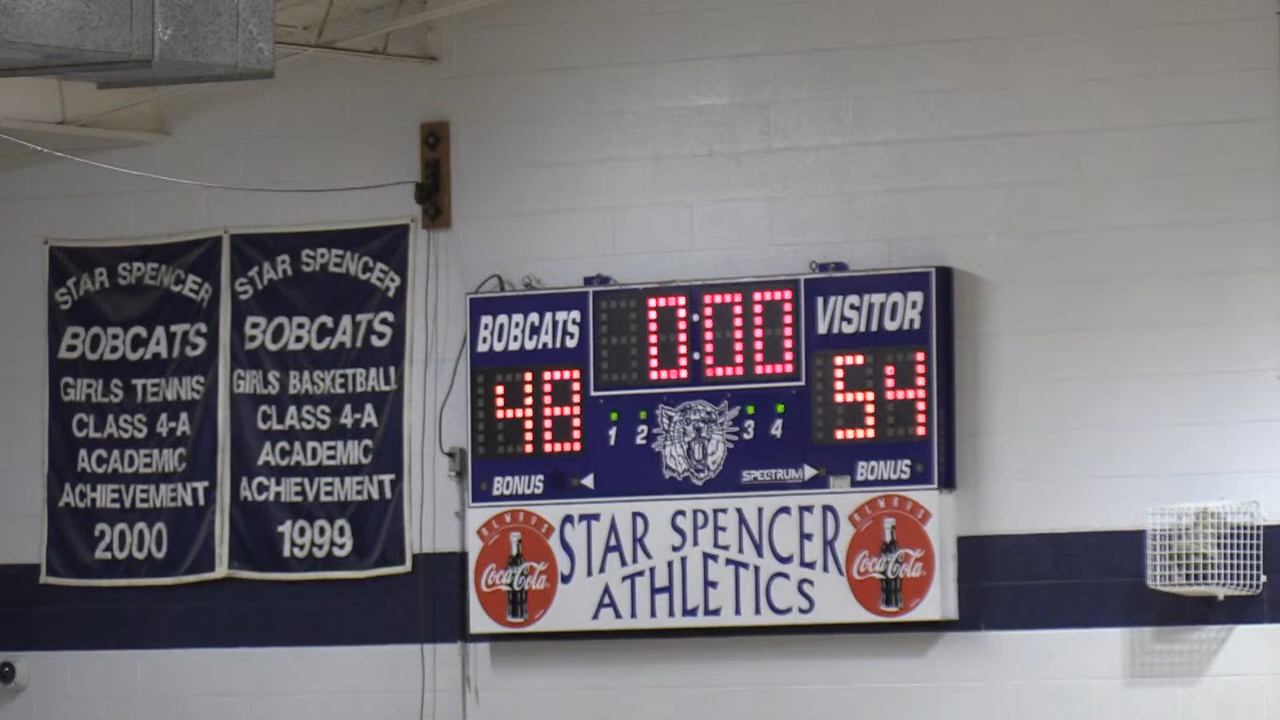 STAR SPENCER
BOBCATS
GIRLS TENNIS
CLASS 4-A
ACADEMIC
ACHIEVEMENT
2000
STAR SPENCER
BOBCATS
GIRLS BASKETBALL
CLASS 4-A
ACADEMIC
ACHIEVEMENT
1999
BOBCATS
0:00
VISITOR
48
54
1 2 3 4
BONUS
SPECTRUM
BONUS
ALWAYS
Coca-Cola
STAR SPENCER
ATHLETICS
ALWAYS
Coca-Cola